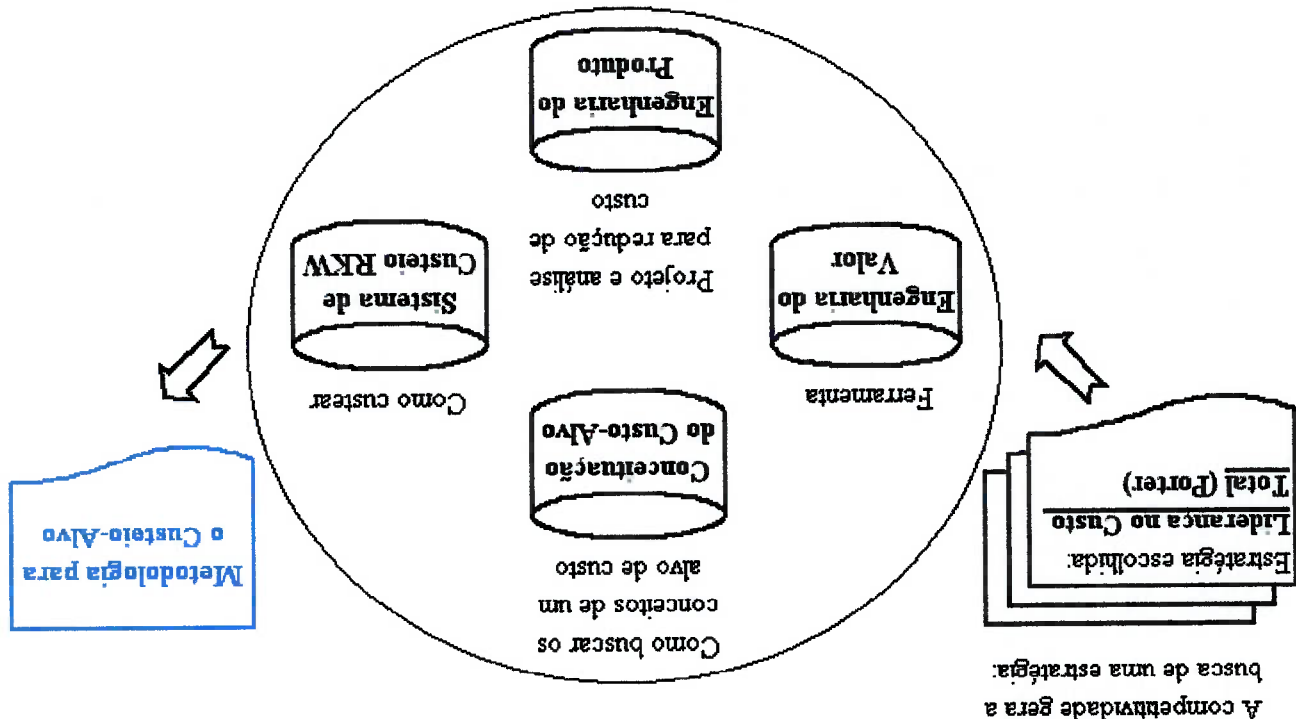 A competitividade gera a
busca de uma estratégia:
Estratégia escolhida:
Liderança no Custo
Total (Porter)
Como buscar os
conceitos de um
alvo de custo
Conceituação
do Custo-Alvo
Ferramenta
Engenharia do
Valor
Como custear
Sistema de
Custeio RKW
Projeto e análise
para redução de
custo
Engenharia do
Produto
Metodologia para
o Custeio-Alvo